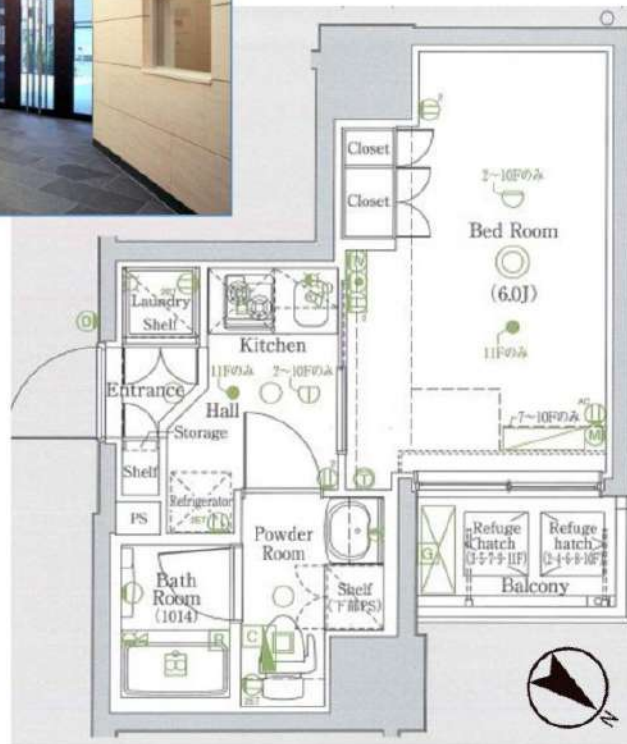 Closet
2〜10Fのみ
Closet
Bed Room
(6.0J)
Laundry
Shelf
Kitchen
11Fのみ
11Fのみ 2〜10Fのみ
Entrance
Hall
7〜10Fのみ
AC
M
Storage
Shelf
Refrigerator
PS
Powder
Room
G
Refuge
hatch
(3・5・7・9・11F)
Refuge
hatch
(2・4・6・8・10F)
Balcony
Bath
Room
(1014)
Shelf
(下部PS)
R
C
N